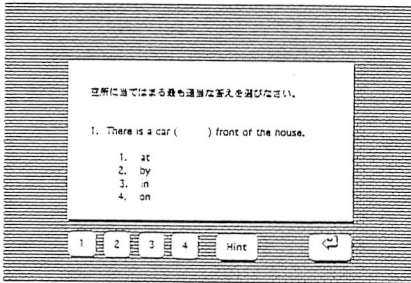 空所に当てはまる最も適当な答えを選びなさい。
1. There is a car (     ) front of the house.
1. at
2. by
3. in
4. on
1 2 3 4 Hint